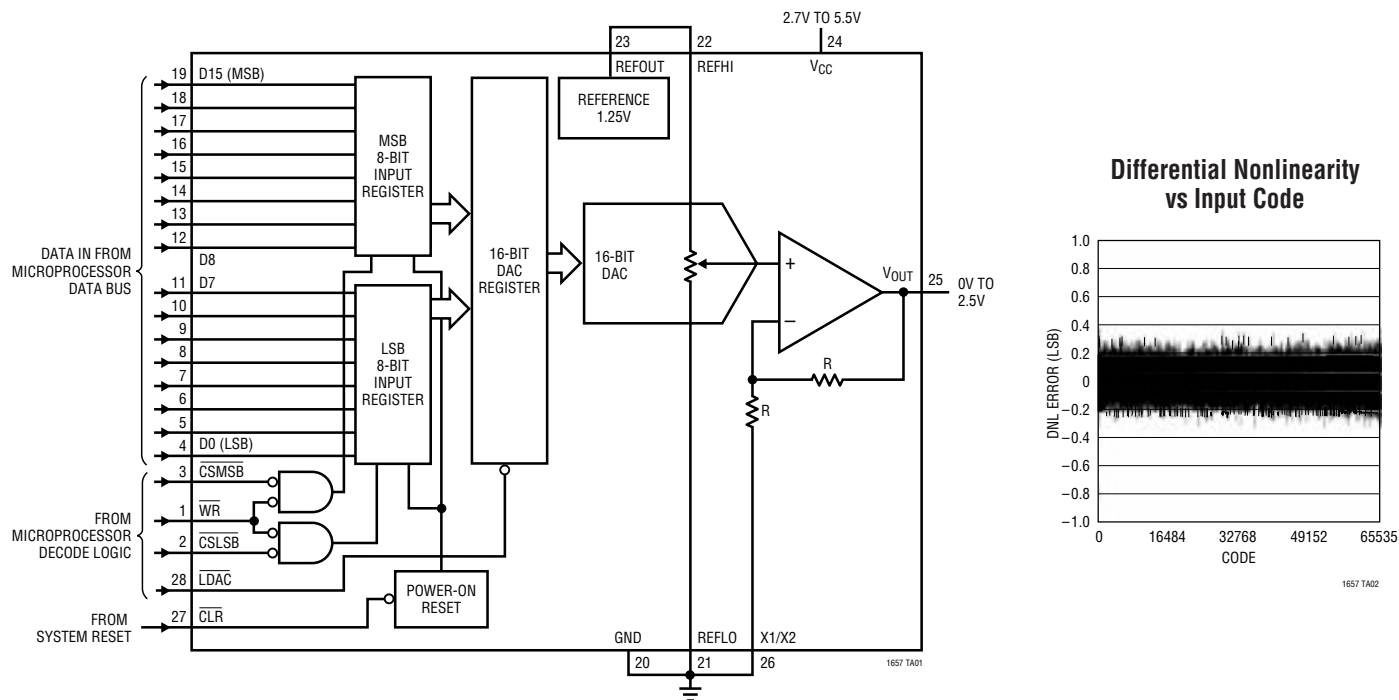 2.7V TO 5.5V
23
22
24
REFOUT
REFHI
VCC
19
D15 (MSB)
18
17
16
15
14
13
12
D8
11
D7
10
9
8
7
6
5
4
D0 (LSB)
3
CSMSB
1
WR
2
CSLSB
28
LDAC
27
CLR
DATA IN FROM
MICROPROCESSOR
DATA BUS
FROM
MICROPROCESSOR
DECODE LOGIC
FROM
SYSTEM RESET
MSB
8-BIT
INPUT
REGISTER
LSB
8-BIT
INPUT
REGISTER
16-BIT
DAC
REGISTER
REFERENCE
1.25V
16-BIT
DAC
+
–
R
R
VOUT
25
0V TO
2.5V
POWER-ON
RESET
GND
REFLO
X1/X2
20
21
26
1657 TA01
Differential Nonlinearity
vs Input Code
DNL ERROR (LSB)
1.0
0.8
0.6
0.4
0.2
0
–0.2
–0.4
–0.6
–0.8
–1.0
0
16484
32768
49152
65535
CODE
1657 TA02